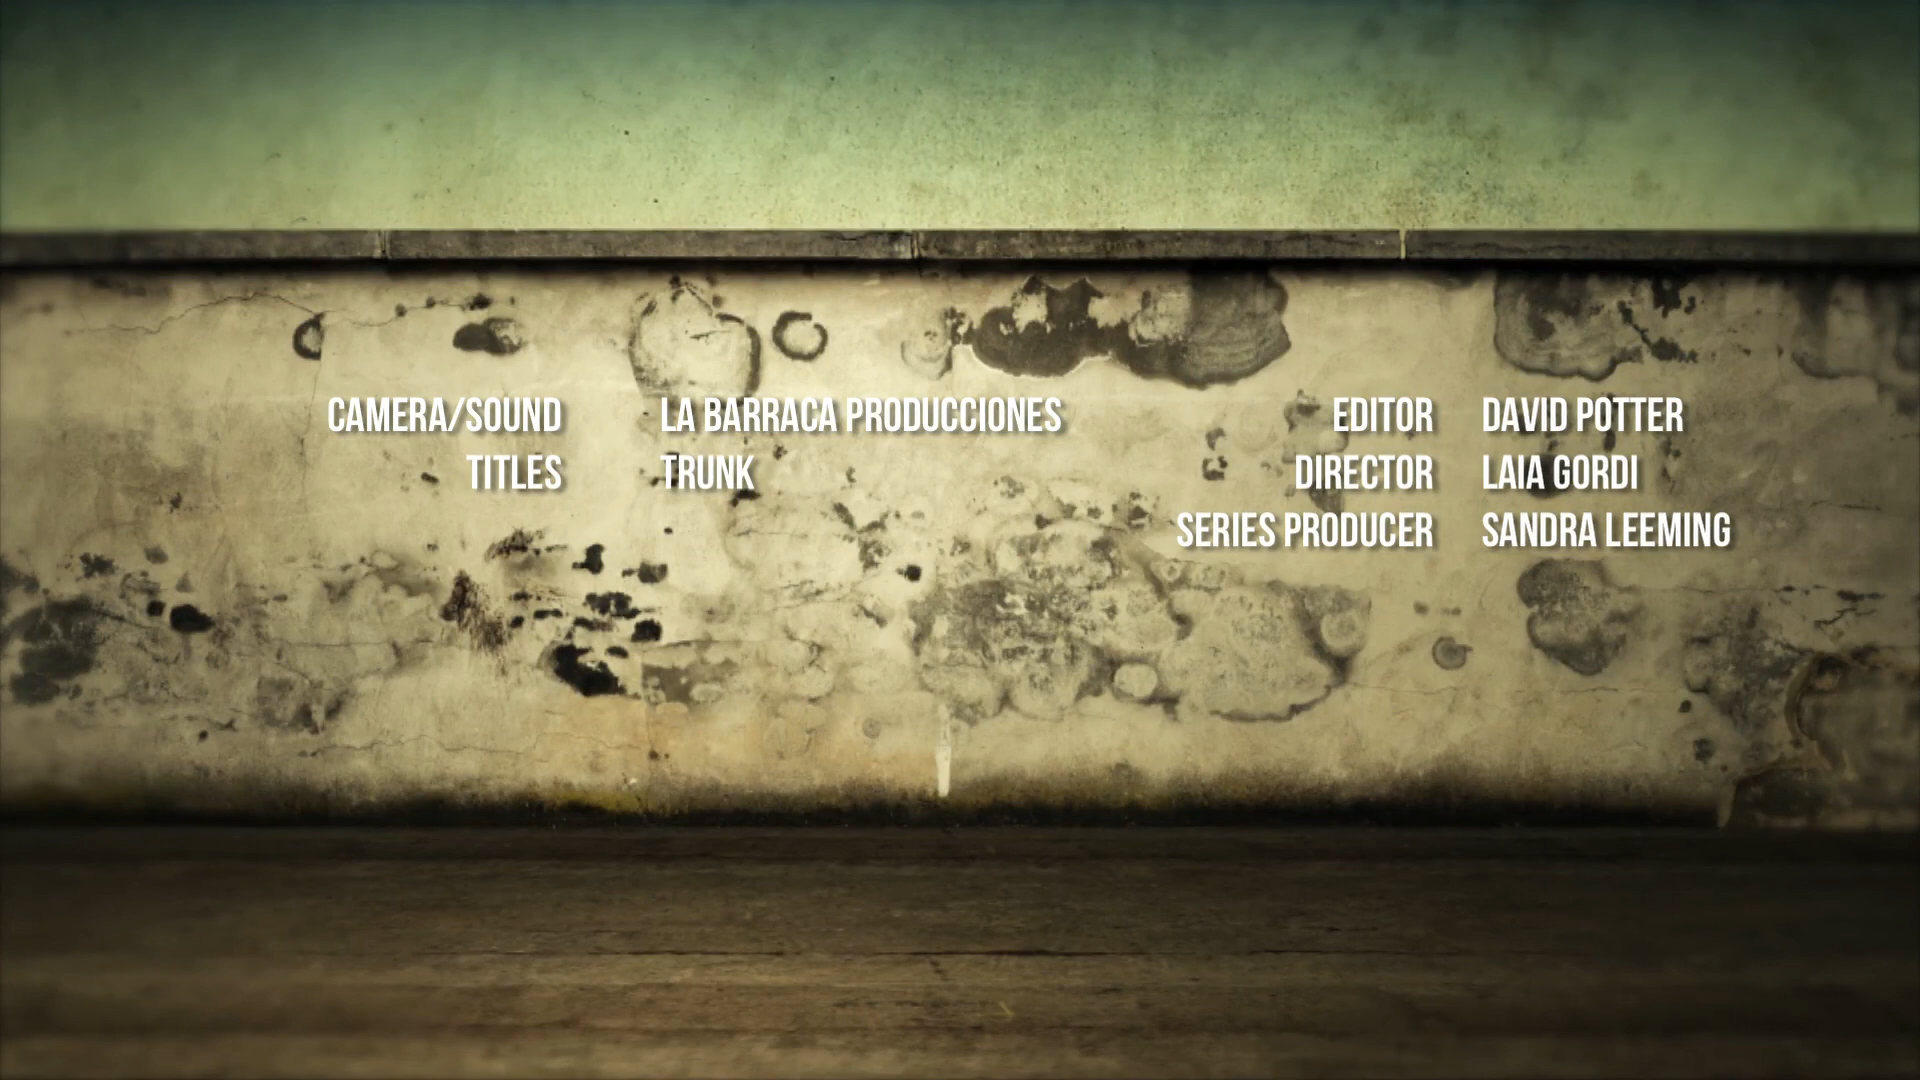 CAMERA/SOUND LA BARRACA PRODUCCIONES
TITLES TRUNK
EDITOR DAVID POTTER
DIRECTOR LAIA GORDI
SERIES PRODUCER SANDRA LEEMING